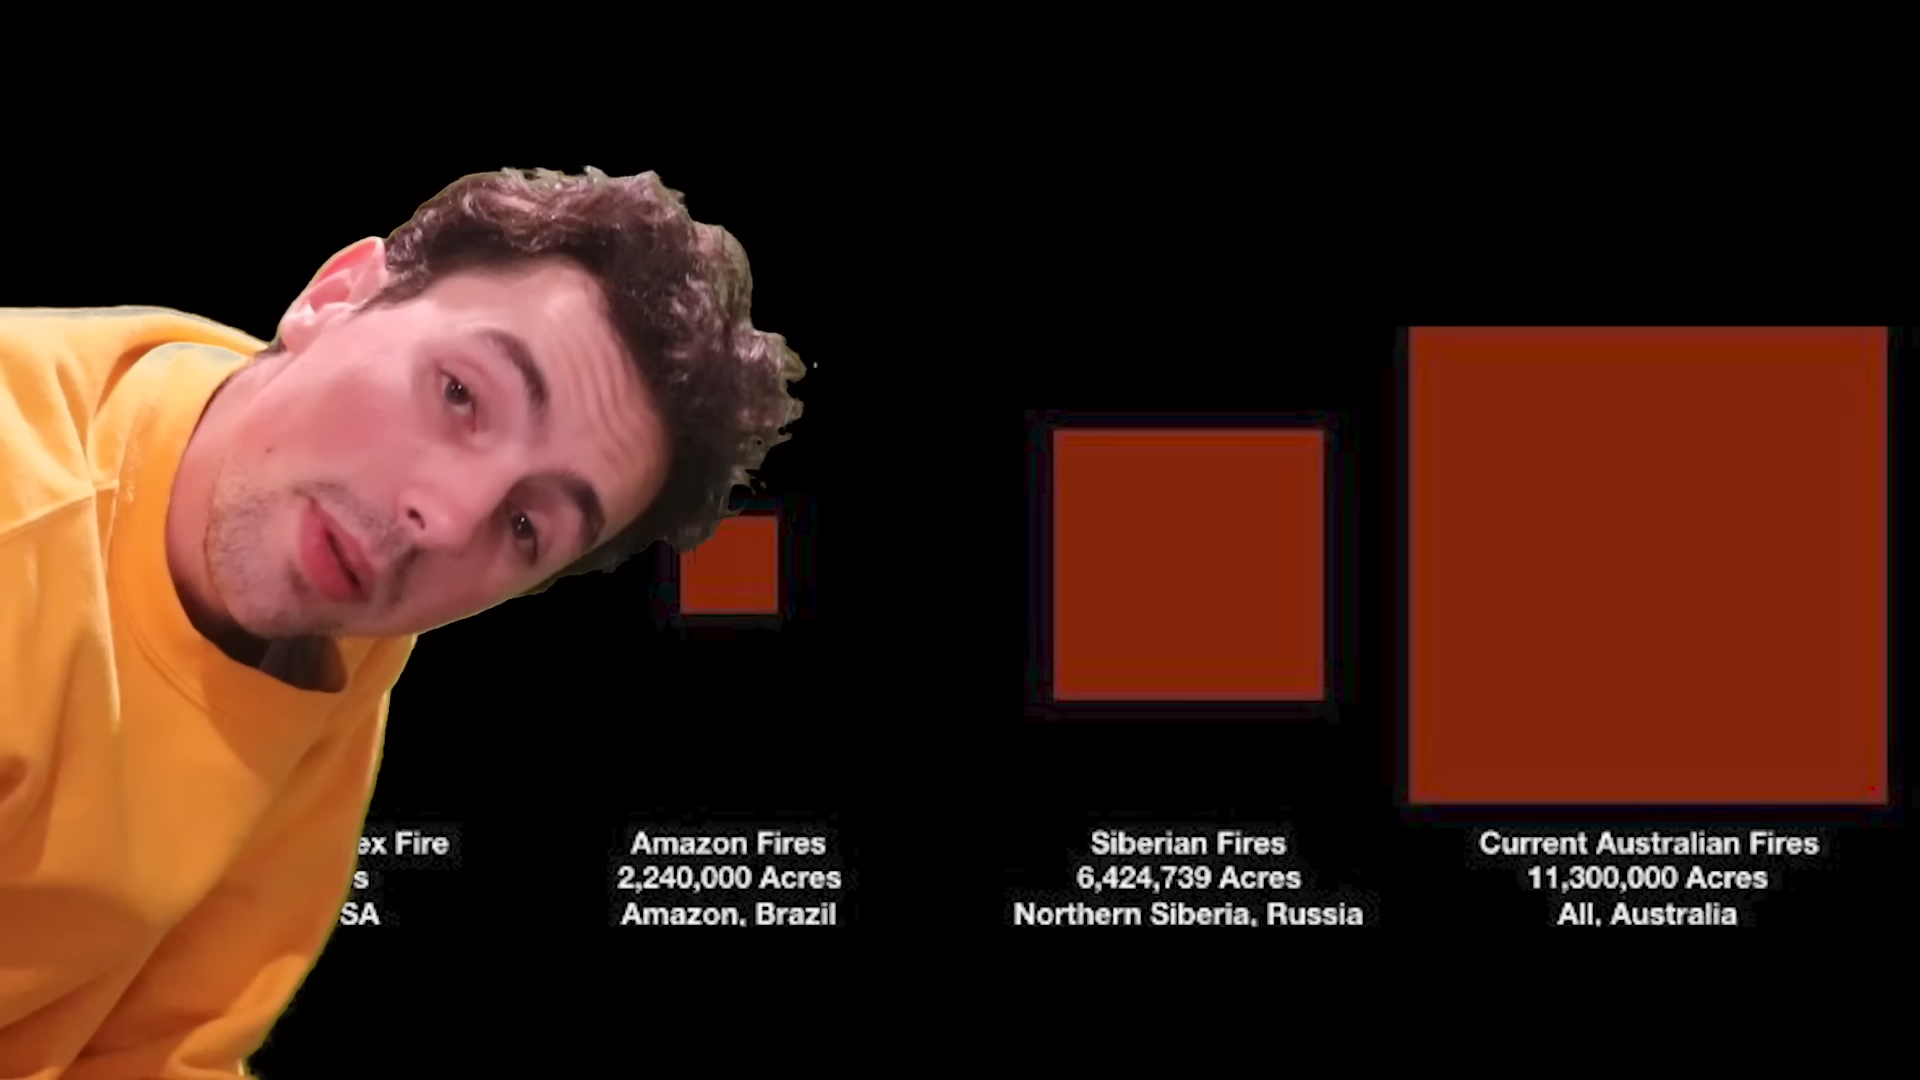 ex Fire
s
SA
Amazon Fires
2,240,000 Acres
Amazon, Brazil
Siberian Fires
6,424,739 Acres
Northern Siberia, Russia
Current Australian Fires
11,300,000 Acres
All, Australia